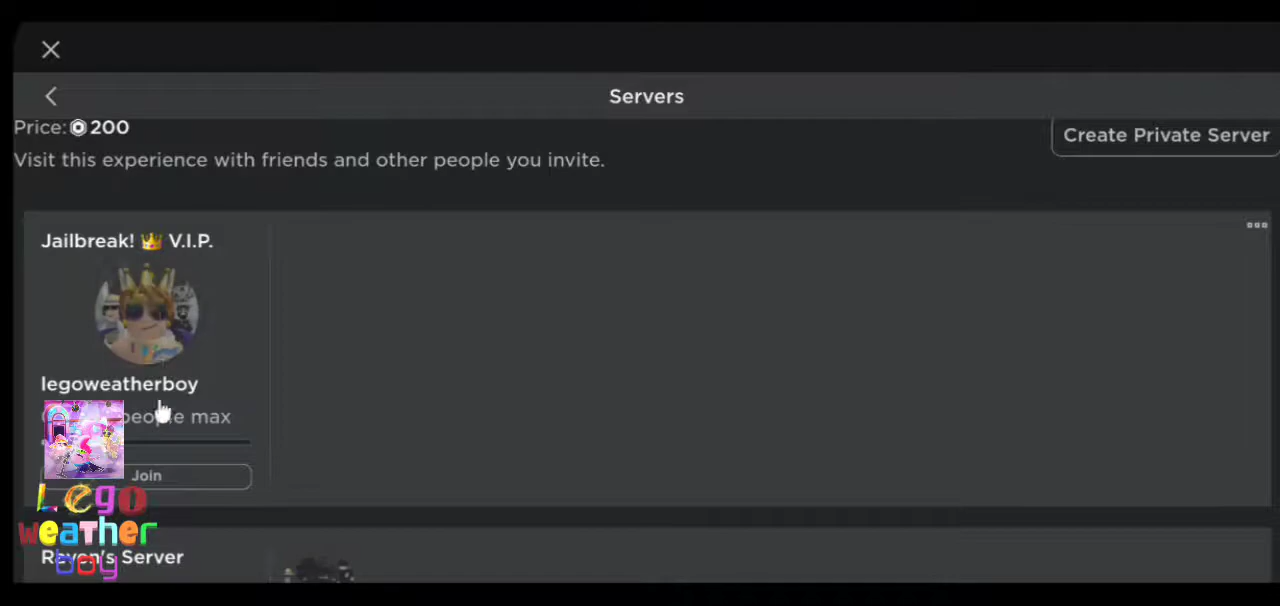 Servers
Price: 200
Create Private Server
Visit this experience with friends and other people you invite.
Jailbreak! 👑 V.I.P.
legoweatherboy
people max
Join
Lego
weather
boy
Raven's Server